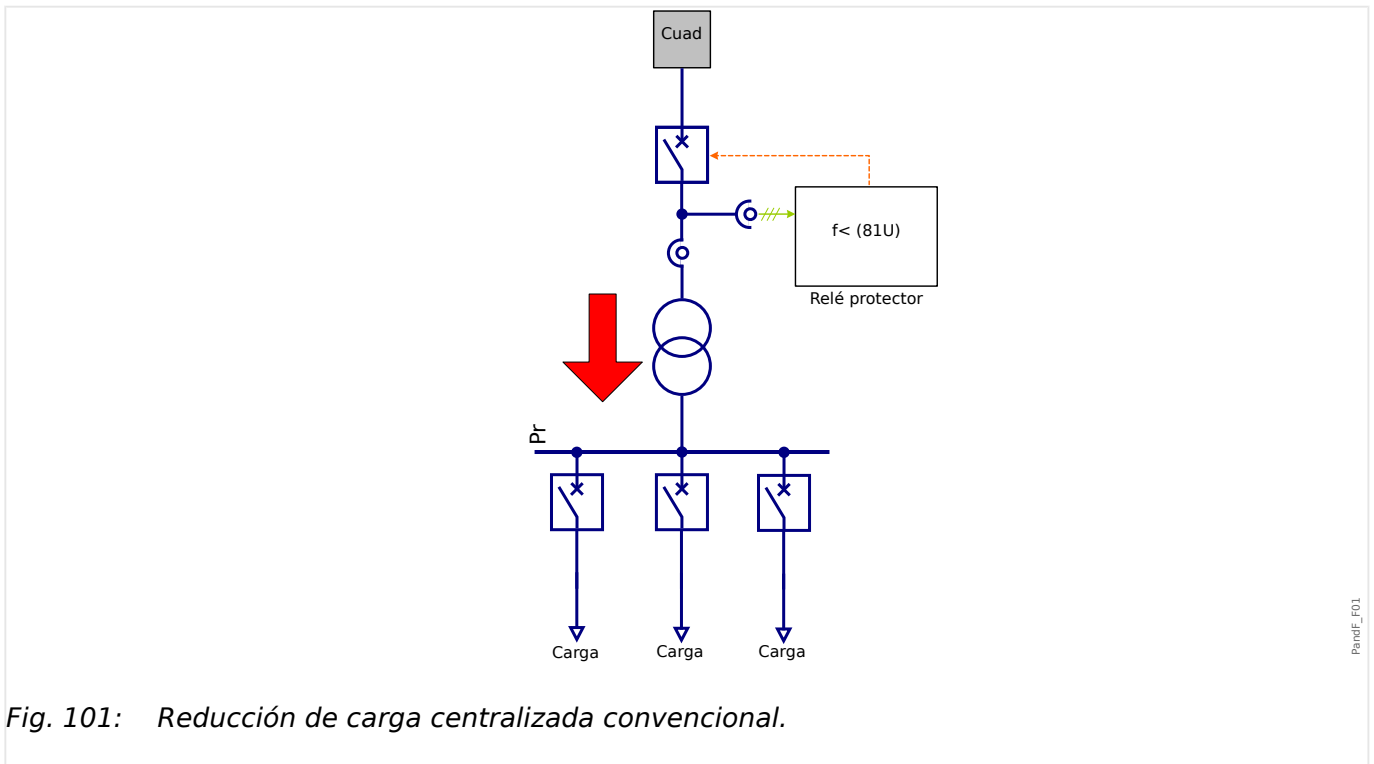 Cuad
f< (81U)
Relé protector
Pr
Carga
Carga
Carga
PandF_F01
Fig. 101: Reducción de carga centralizada convencional.